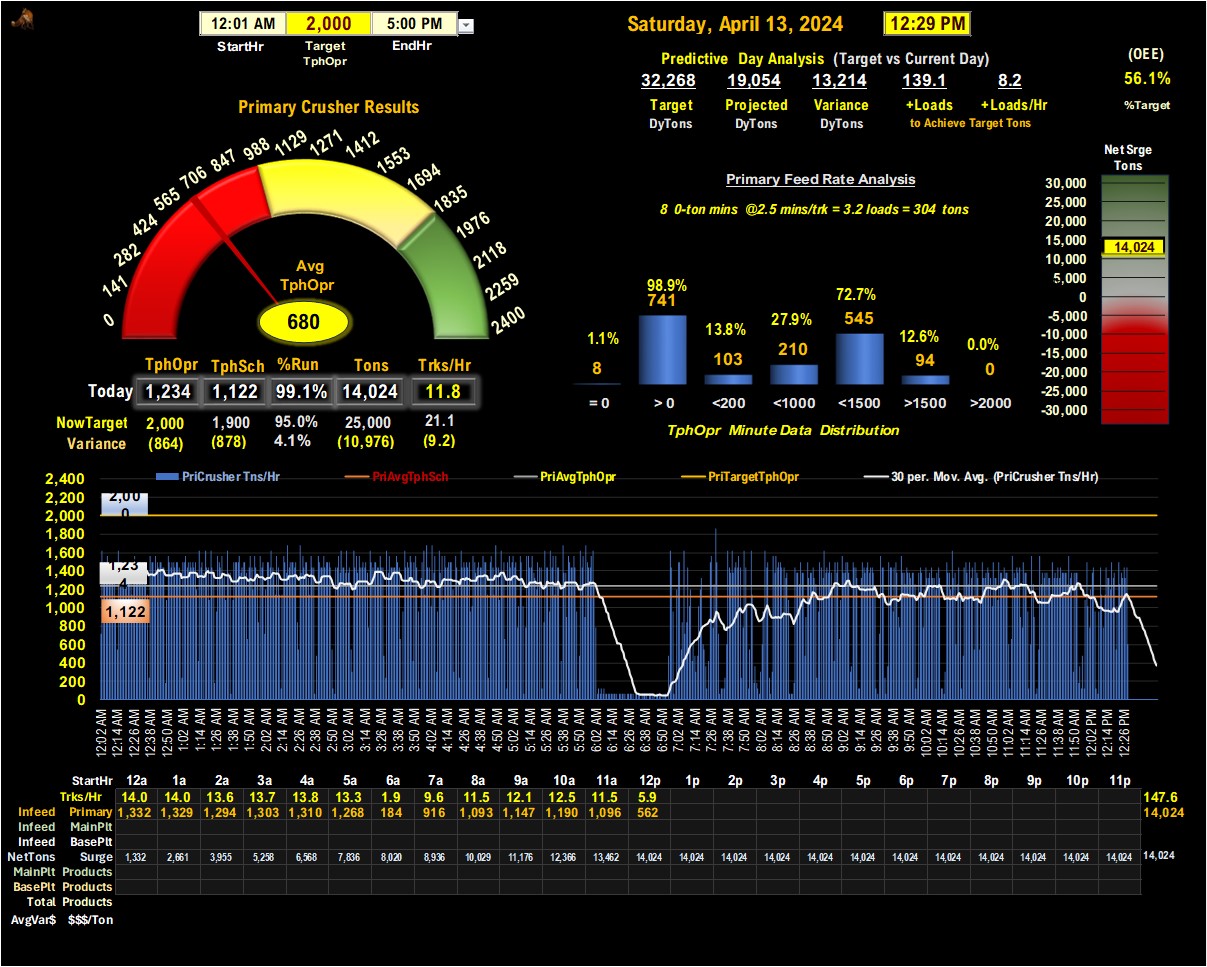 12:01 AM 2,000 5:00 PM
StartHr Target EndHr
TphOpr
Saturday, April 13, 2024 12:29 PM
Predictive Day Analysis (Target vs Current Day)
32,268 19,054 13,214 139.1 8.2
Target Projected Variance +Loads +Loads/Hr
DyTons DyTons DyTons to Achieve Target Tons
(OEE)
56.1%
%Target
Primary Crusher Results
0 141 282 424 565 706 847 988 1129 1271 1412 1553 1694 1835 1976 2118 2259 2400
Avg
TphOpr
680
TphOpr TphSch %Run Tons Trks/Hr
Today 1,234 1,122 99.1% 14,024 11.8
NowTarget 2,000 1,900 95.0% 25,000 21.1
Variance (864) (878) 4.1% (10,976) (9.2)
Primary Feed Rate Analysis
8 0-ton mins @2.5 mins/trk = 3.2 loads = 304 tons
1.1% 98.9% 13.8% 27.9% 72.7% 12.6% 0.0%
8 741 103 210 545 94 0
= 0 > 0 <200 <1000 <1500 >1500 >2000
TphOpr Minute Data Distribution
Net Srge
Tons
30,000
25,000
20,000
15,000
14,024
10,000
5,000
0
-5,000
-10,000
-15,000
-20,000
-25,000
-30,000
PriCrusher Tns/Hr PriAvgTphSch PriAvgTphOpr PriTargetTphOpr 30 per. Mov. Avg. (PriCrusher Tns/Hr)
2,400
2,200
2,000
1,800
1,600
1,400
1,200
1,000
800
600
400
200
0
2,00
0
1,23
4
1,122
12:02 AM 12:14 AM 12:26 AM 12:38 AM 12:50 AM 1:02 AM 1:14 AM 1:26 AM 1:38 AM 1:50 AM 2:02 AM 2:14 AM 2:26 AM 2:38 AM 2:50 AM 3:02 AM 3:14 AM 3:26 AM 3:38 AM 3:50 AM 4:02 AM 4:14 AM 4:26 AM 4:38 AM 4:50 AM 5:02 AM 5:14 AM 5:26 AM 5:38 AM 5:50 AM 6:02 AM 6:14 AM 6:26 AM 6:38 AM 6:50 AM 7:02 AM 7:14 AM 7:26 AM 7:38 AM 7:50 AM 8:02 AM 8:14 AM 8:26 AM 8:38 AM 8:50 AM 9:02 AM 9:14 AM 9:26 AM 9:38 AM 9:50 AM 10:02 AM 10:14 AM 10:26 AM 10:38 AM 10:50 AM 11:02 AM 11:14 AM 11:26 AM 11:38 AM 11:50 AM 12:02 PM 12:14 PM 12:26 PM
StartHr 12a 1a 2a 3a 4a 5a 6a 7a 8a 9a 10a 11a 12p 1p 2p 3p 4p 5p 6p 7p 8p 9p 10p 11p
Trks/Hr 14.0 14.0 13.6 13.7 13.8 13.3 1.9 9.6 11.5 12.1 12.5 11.5 5.9 147.6
Infeed Primary 1,332 1,329 1,294 1,303 1,310 1,268 184 916 1,093 1,147 1,190 1,096 562 14,024
Infeed MainPlt
Infeed BasePlt
NetTons Surge 1,332 2,661 3,955 5,258 6,568 7,836 8,020 8,936 10,029 11,176 12,366 13,462 14,024 14,024 14,024 14,024 14,024 14,024 14,024 14,024 14,024 14,024 14,024 14,024 14,024
MainPlt Products
BasePlt Products
Total Products
AvgVar$ $$$/Ton